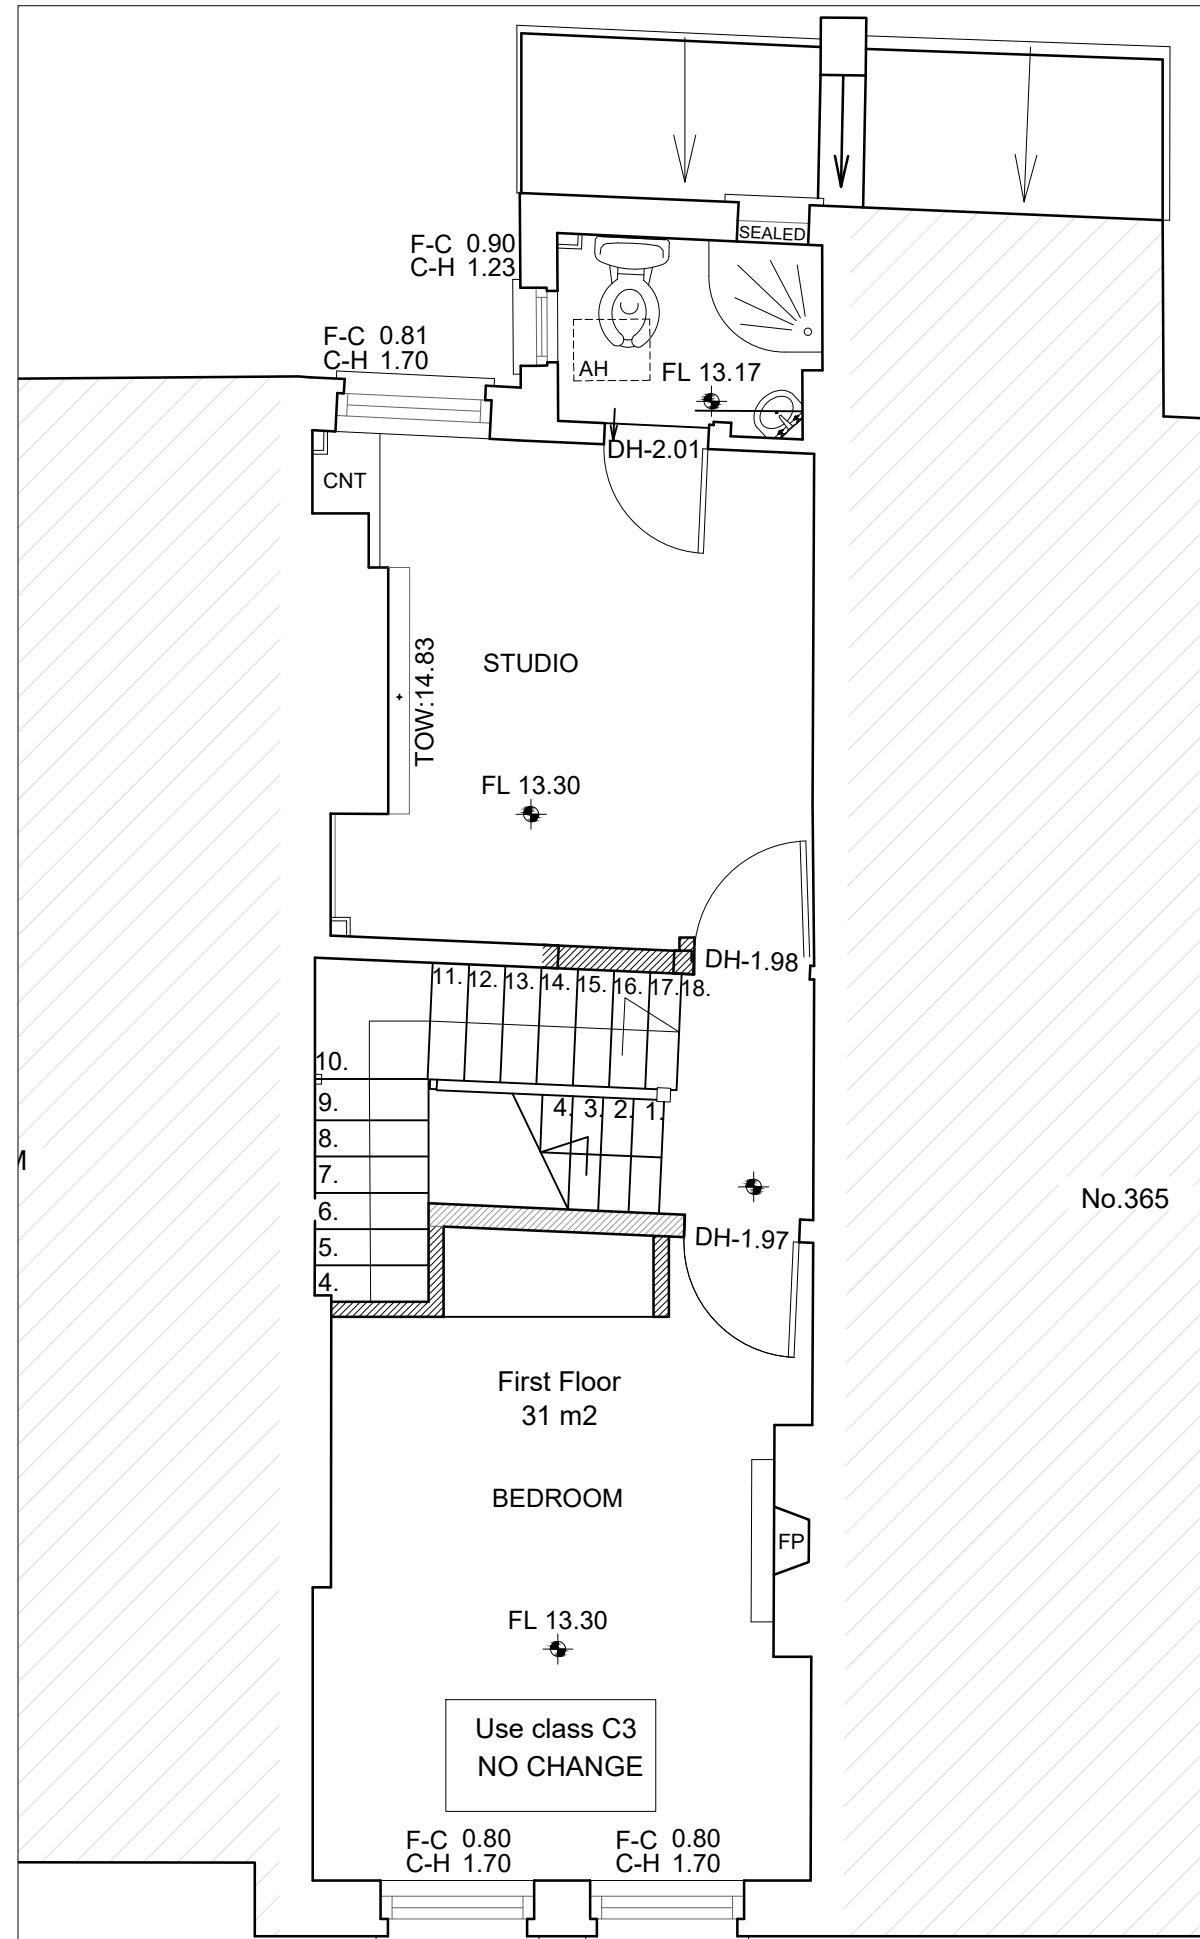 SEALED
F-C 0.90
C-H 1.23
F-C 0.81
C-H 1.70
AH
FL 13.17
DH-2.01
CNT
STUDIO
TOW:14.83
FL 13.30
DH-1.98
11. 12. 13. 14. 15. 16. 17. 18.
10.
9.
8.
7.
6.
5.
4.
4. 3. 2. 1.
No.365
DH-1.97
First Floor
31 m2
BEDROOM
FP
FL 13.30
Use class C3
NO CHANGE
F-C 0.80
C-H 1.70
F-C 0.80
C-H 1.70